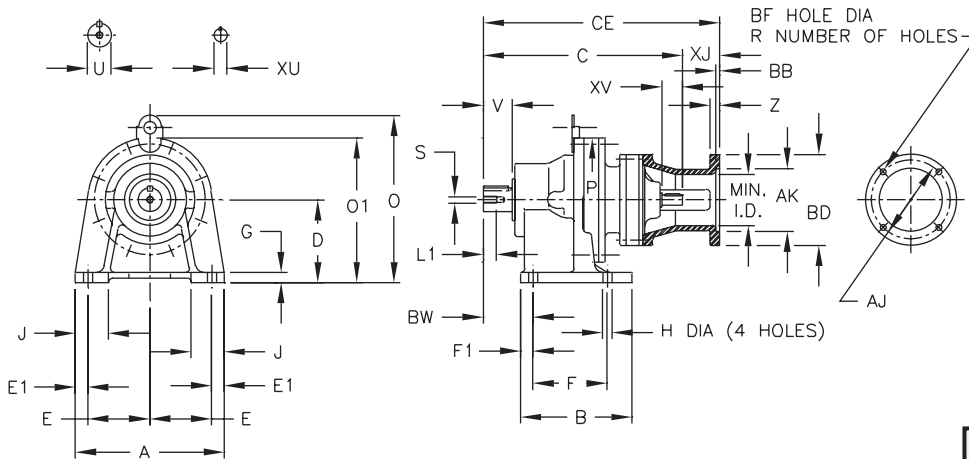 U
XU
CE
C
XJ
BB
XV
V
Z
BF HOLE DIA
R NUMBER OF HOLES
S
P
MIN.
I.D.
AK
BD
O1
O
D
G
L1
AJ
BW
H DIA (4 HOLES)
J
J
F1
E1
E1
F
E
E
B
A